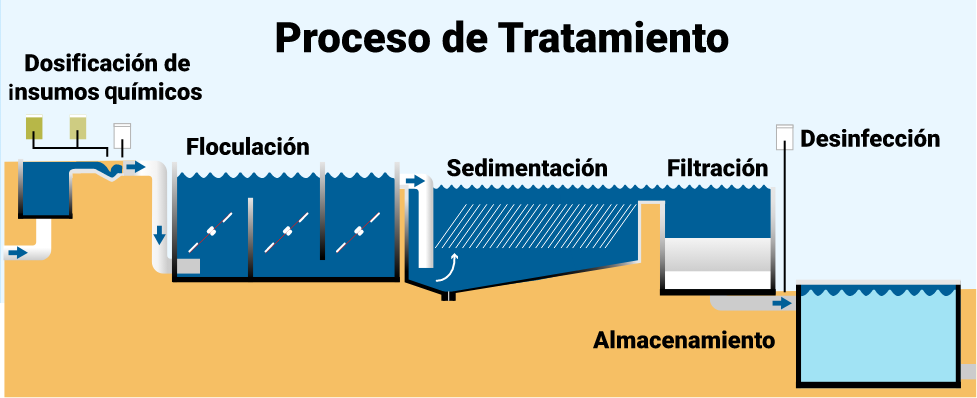 Proceso de Tratamiento
Dosificación de
insumos químicos
Floculación
Sedimentación
Filtración
Desinfección
Almacenamiento